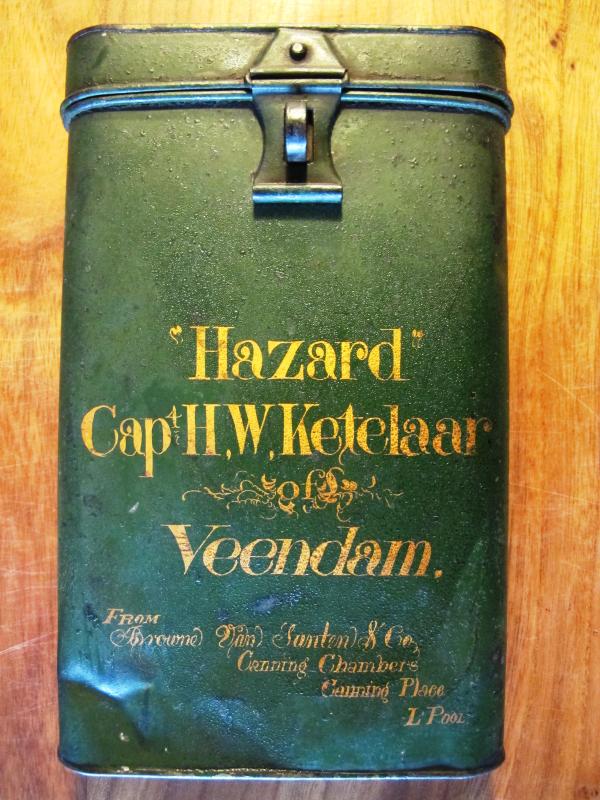 "Hazard"
Capt H,W,Ketelaar
of
Veendam.
From
Browne Van Santen & Co,
Canning Chambers
Canning Place
L'Pool